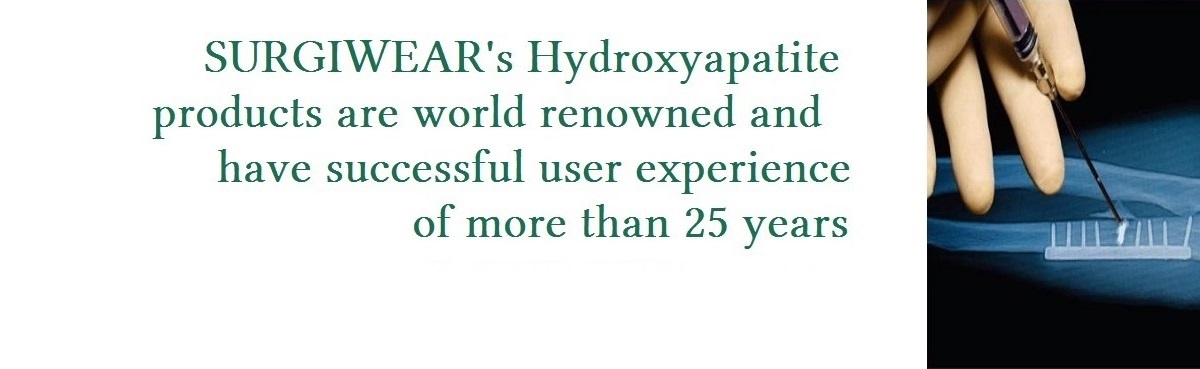 SURGIWEAR's Hydroxyapatite
products are world renowned and
have successful user experience
of more than 25 years